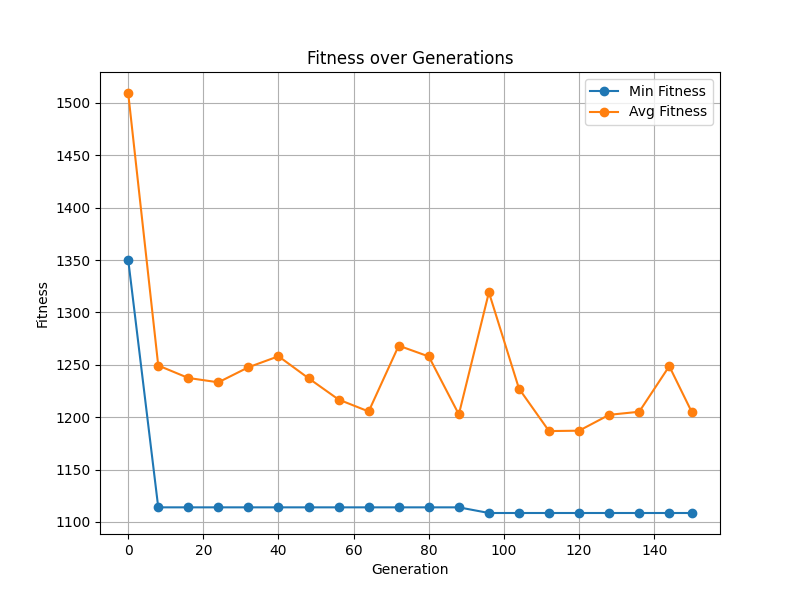 Fitness over Generations
Min Fitness
Avg Fitness
1500
1450
1400
1350
1300
1250
1200
1150
1100
Fitness
0 20 40 60 80 100 120 140
Generation